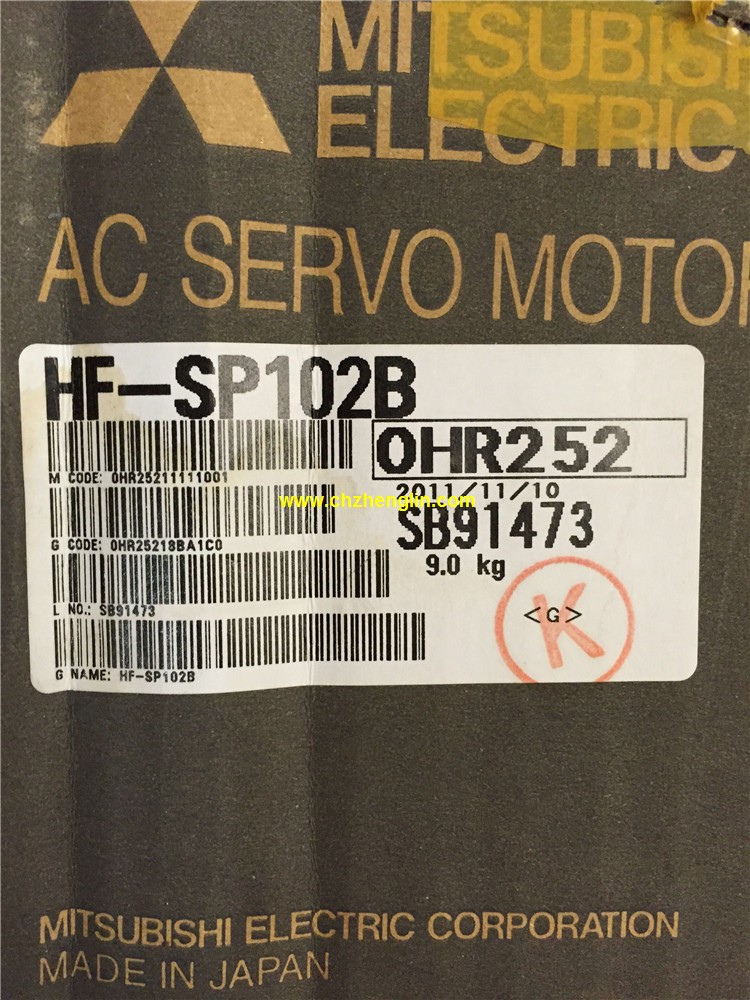 MITSUBISHI
ELECTRIC
AC SERVO MOTOR
HF-SP102B
0HR252
M CODE: 0HR25211111001
2011/11/10
www.chzhenglin.com
SB91473
G CODE: 0HR25218BA1C0
9.0 kg
L NO.: SB91473
<G>
K
G NAME: HF-SP102B
MITSUBISHI ELECTRIC CORPORATION
MADE IN JAPAN